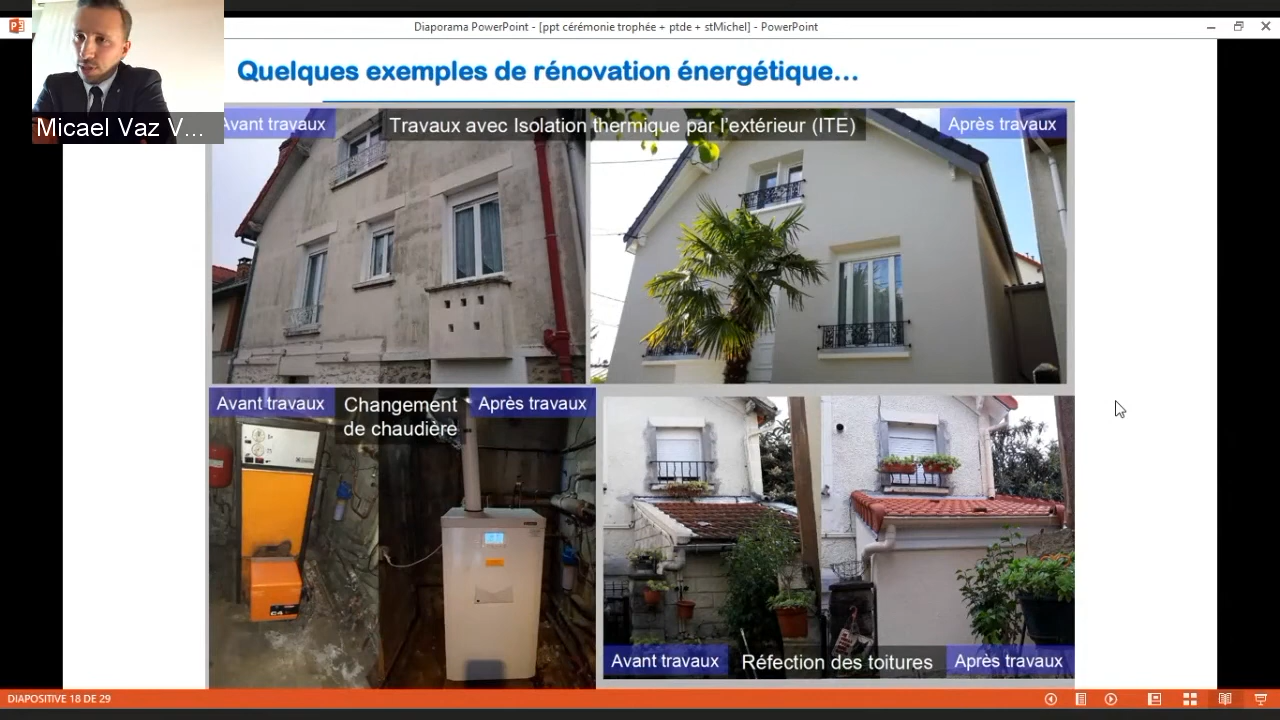 Diaporama PowerPoint - [ppt cérémonie trophée + ptde + stMichel] - PowerPoint
Micael Vaz V...
Quelques exemples de rénovation énergétique...
Avant travaux
Travaux avec Isolation thermique par l'extérieur (ITE)
Après travaux
Avant travaux
Changement
de chaudière
Après travaux
Avant travaux
Réfection des toitures
Après travaux
DIAPOSITIVE 18 DE 29